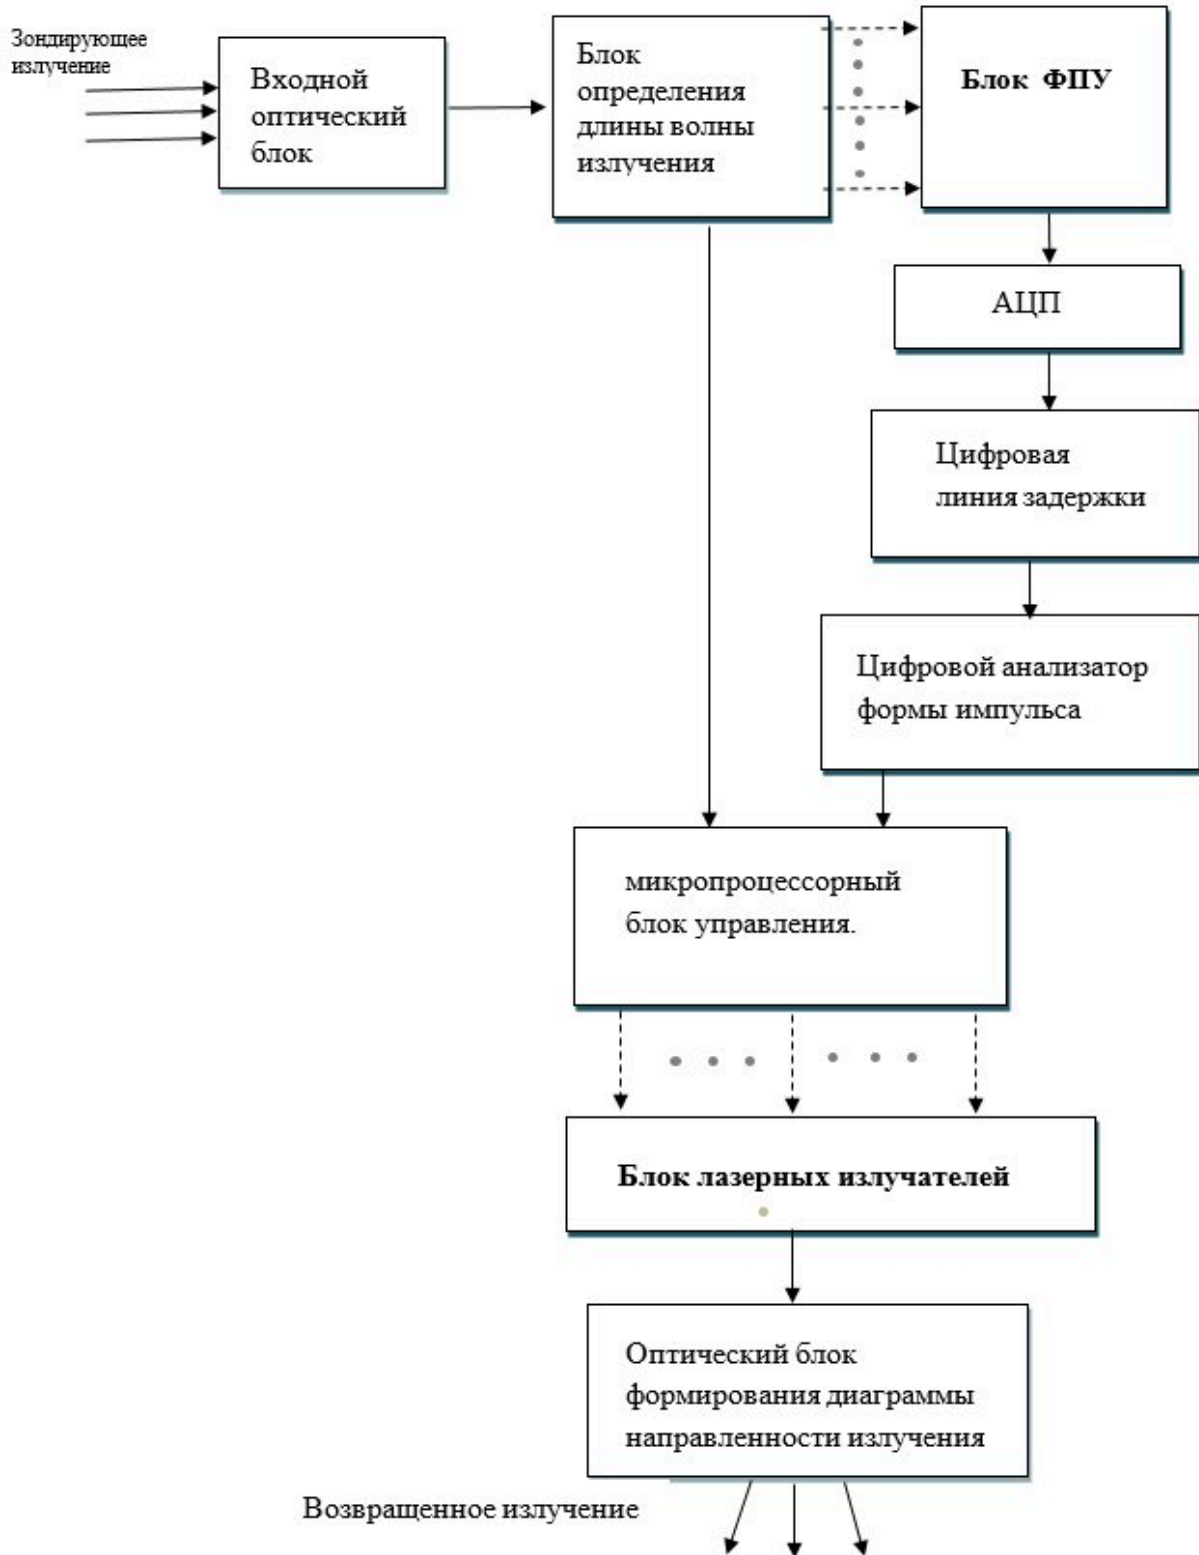 Зондирующее
излучение
Входной
оптический
блок
Блок
определения
длины волны
излучения
Блок ФПУ
АЦП
Цифровая
линия задержки
Цифровой анализатор
формы импульса
микропроцессорный
блок управления.
Блок лазерных излучателей
Оптический блок
формирования диаграммы
направленности излучения
Возвращенное излучение